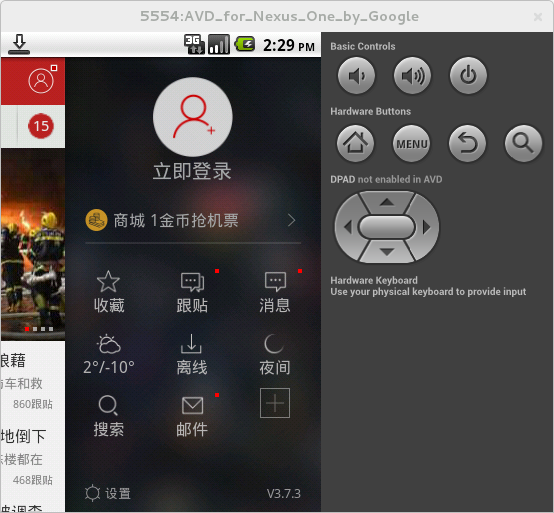 5554:AVD_for_Nexus_One_by_Google
3G
2:29 PM
Basic Controls
Hardware Buttons
MENU
DPAD not enabled in AVD
Hardware Keyboard
Use your physical keyboard to provide input
15
立即登录
商城 1金币抢机票
收藏
跟贴
消息
2°/-10°
离线
夜间
搜索
邮件
设置
V3.7.3
狼藉
车和救
860跟贴
地倒下
栋楼都在
468跟贴
被调查